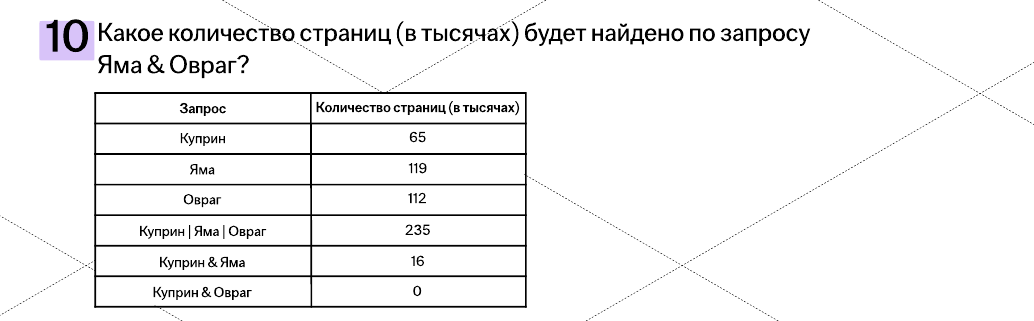 10 Какое количество страниц (в тысячах) будет найдено по запросу
Яма & Овраг?
Запрос Количество страниц (в тысячах)
Куприн 65
Яма 119
Овраг 112
Куприн | Яма | Овраг 235
Куприн & Яма 16
Куприн & Овраг 0